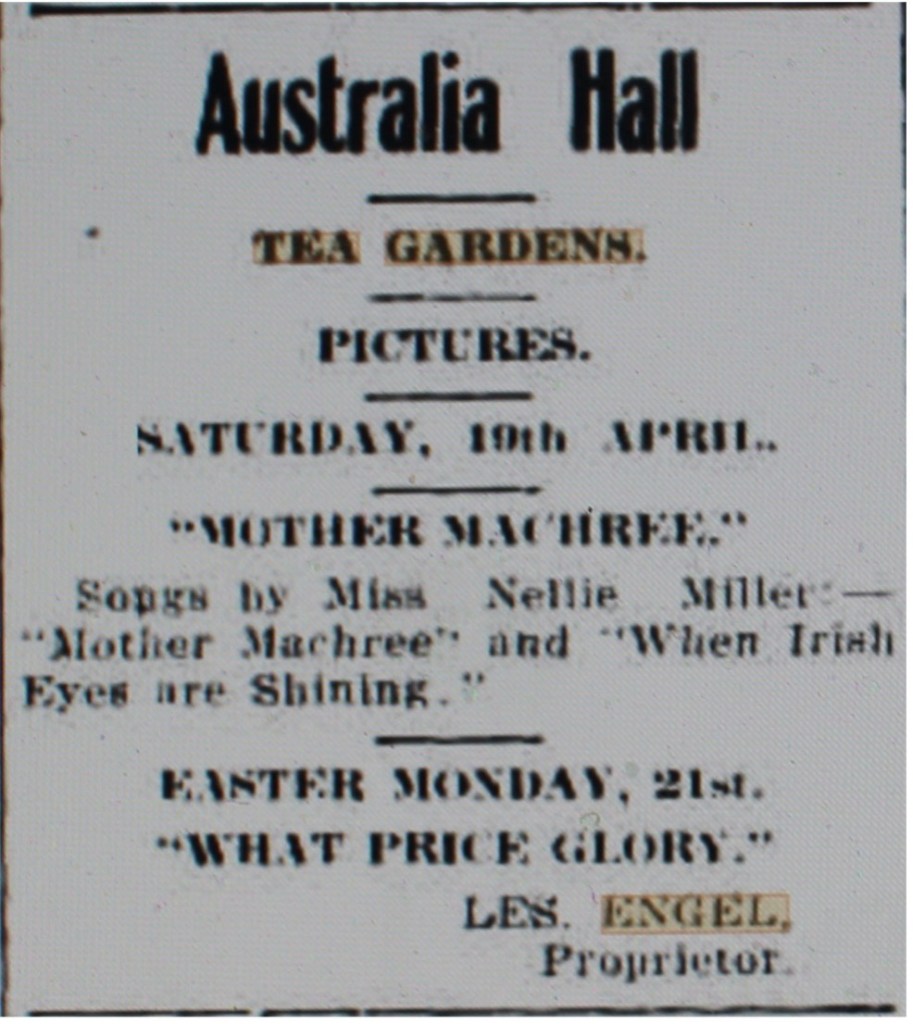 Australia Hall
TEA GARDENS.
PICTURES.
SATURDAY, 19th APRIL.
"MOTHER MACHREE."
Songs by Miss Nellie Miller:—
"Mother Machree" and "When Irish
Eyes are Shining."
EASTER MONDAY, 21st.
"WHAT PRICE GLORY."
LES. ENGEL,
Proprietor.